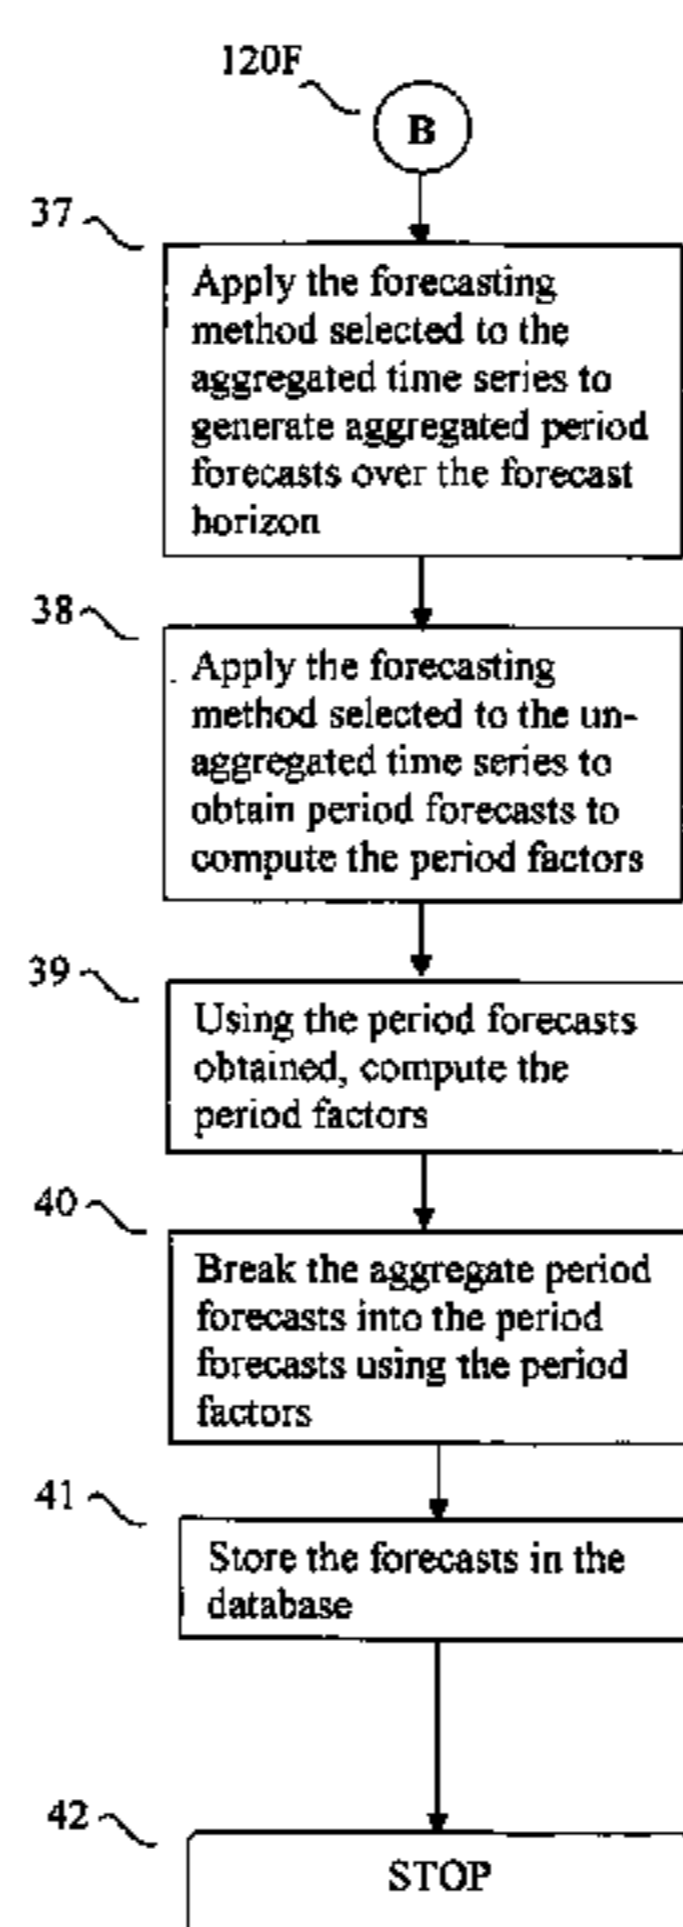 120F
B
37
Apply the forecasting
method selected to the
aggregated time series to
generate aggregated period
forecasts over the forecast
horizon
38
Apply the forecasting
method selected to the un-
aggregated time series to
obtain period forecasts to
compute the period factors
39
Using the period forecasts
obtained, compute the
period factors
40
Break the aggregate period
forecasts into the period
forecasts using the period
factors
41
Store the forecasts in the
database
42
STOP